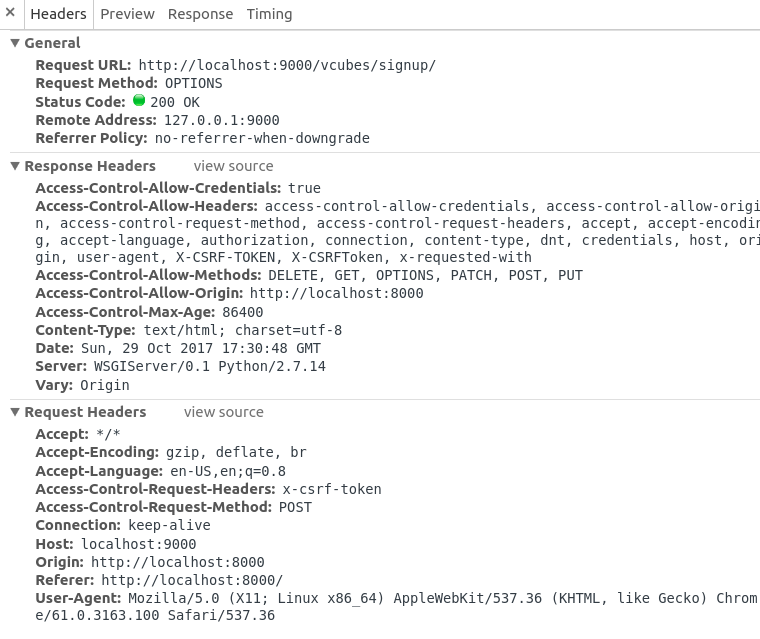 × Headers Preview Response Timing
▼ General
Request URL: http://localhost:9000/vcubes/signup/
Request Method: OPTIONS
Status Code: 200 OK
Remote Address: 127.0.0.1:9000
Referrer Policy: no-referrer-when-downgrade
▼ Response Headers view source
Access-Control-Allow-Credentials: true
Access-Control-Allow-Headers: access-control-allow-credentials, access-control-allow-origi
n, access-control-request-method, access-control-request-headers, accept, accept-encodin
g, accept-language, authorization, connection, content-type, dnt, credentials, host, ori
gin, user-agent, X-CSRF-TOKEN, X-CSRFToken, x-requested-with
Access-Control-Allow-Methods: DELETE, GET, OPTIONS, PATCH, POST, PUT
Access-Control-Allow-Origin: http://localhost:8000
Access-Control-Max-Age: 86400
Content-Type: text/html; charset=utf-8
Date: Sun, 29 Oct 2017 17:30:48 GMT
Server: WSGIServer/0.1 Python/2.7.14
Vary: Origin
▼ Request Headers view source
Accept: */*
Accept-Encoding: gzip, deflate, br
Accept-Language: en-US,en;q=0.8
Access-Control-Request-Headers: x-csrf-token
Access-Control-Request-Method: POST
Connection: keep-alive
Host: localhost:9000
Origin: http://localhost:8000
Referer: http://localhost:8000/
User-Agent: Mozilla/5.0 (X11; Linux x86_64) AppleWebKit/537.36 (KHTML, like Gecko) Chrom
e/61.0.3163.100 Safari/537.36